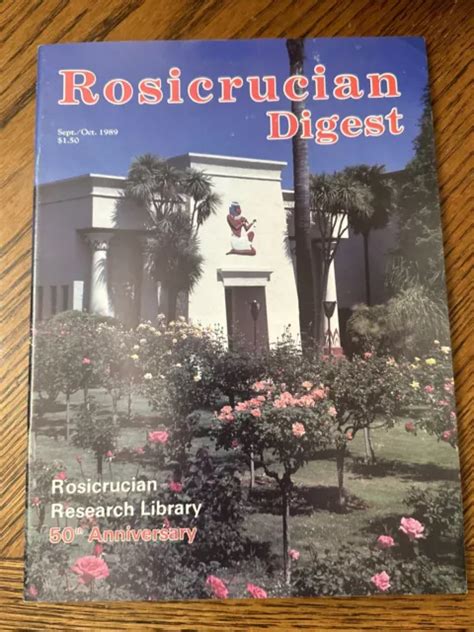 Rosicrucian
Digest
Sept./Oct. 1989
$1.50
Rosicrucian
Research Library
50th Anniversary